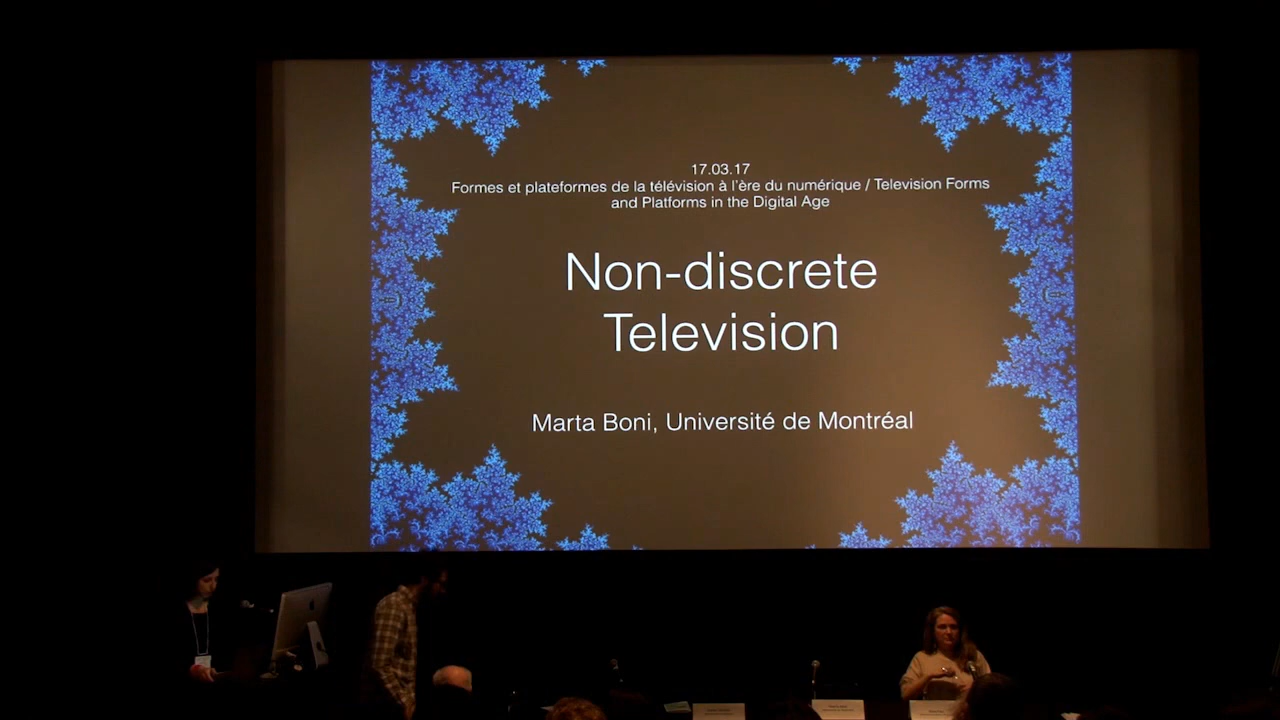 17.03.17
Formes et plateformes de la télévision à l'ère du numérique / Television Forms
and Platforms in the Digital Age
Non-discrete
Television
Marta Boni, Université de Montréal